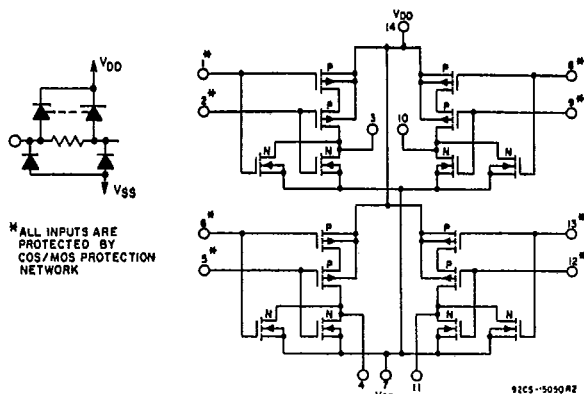 VDD
14
1*
P
P
8*
VDD
2*
P
P
9*
3
10
N
N
N
N
VSS
*ALL INPUTS ARE
PROTECTED BY
COS/MOS PROTECTION
NETWORK
6*
P
P
13*
5*
P
P
12*
N
N
N
N
4
7
11
92CS-15050R2